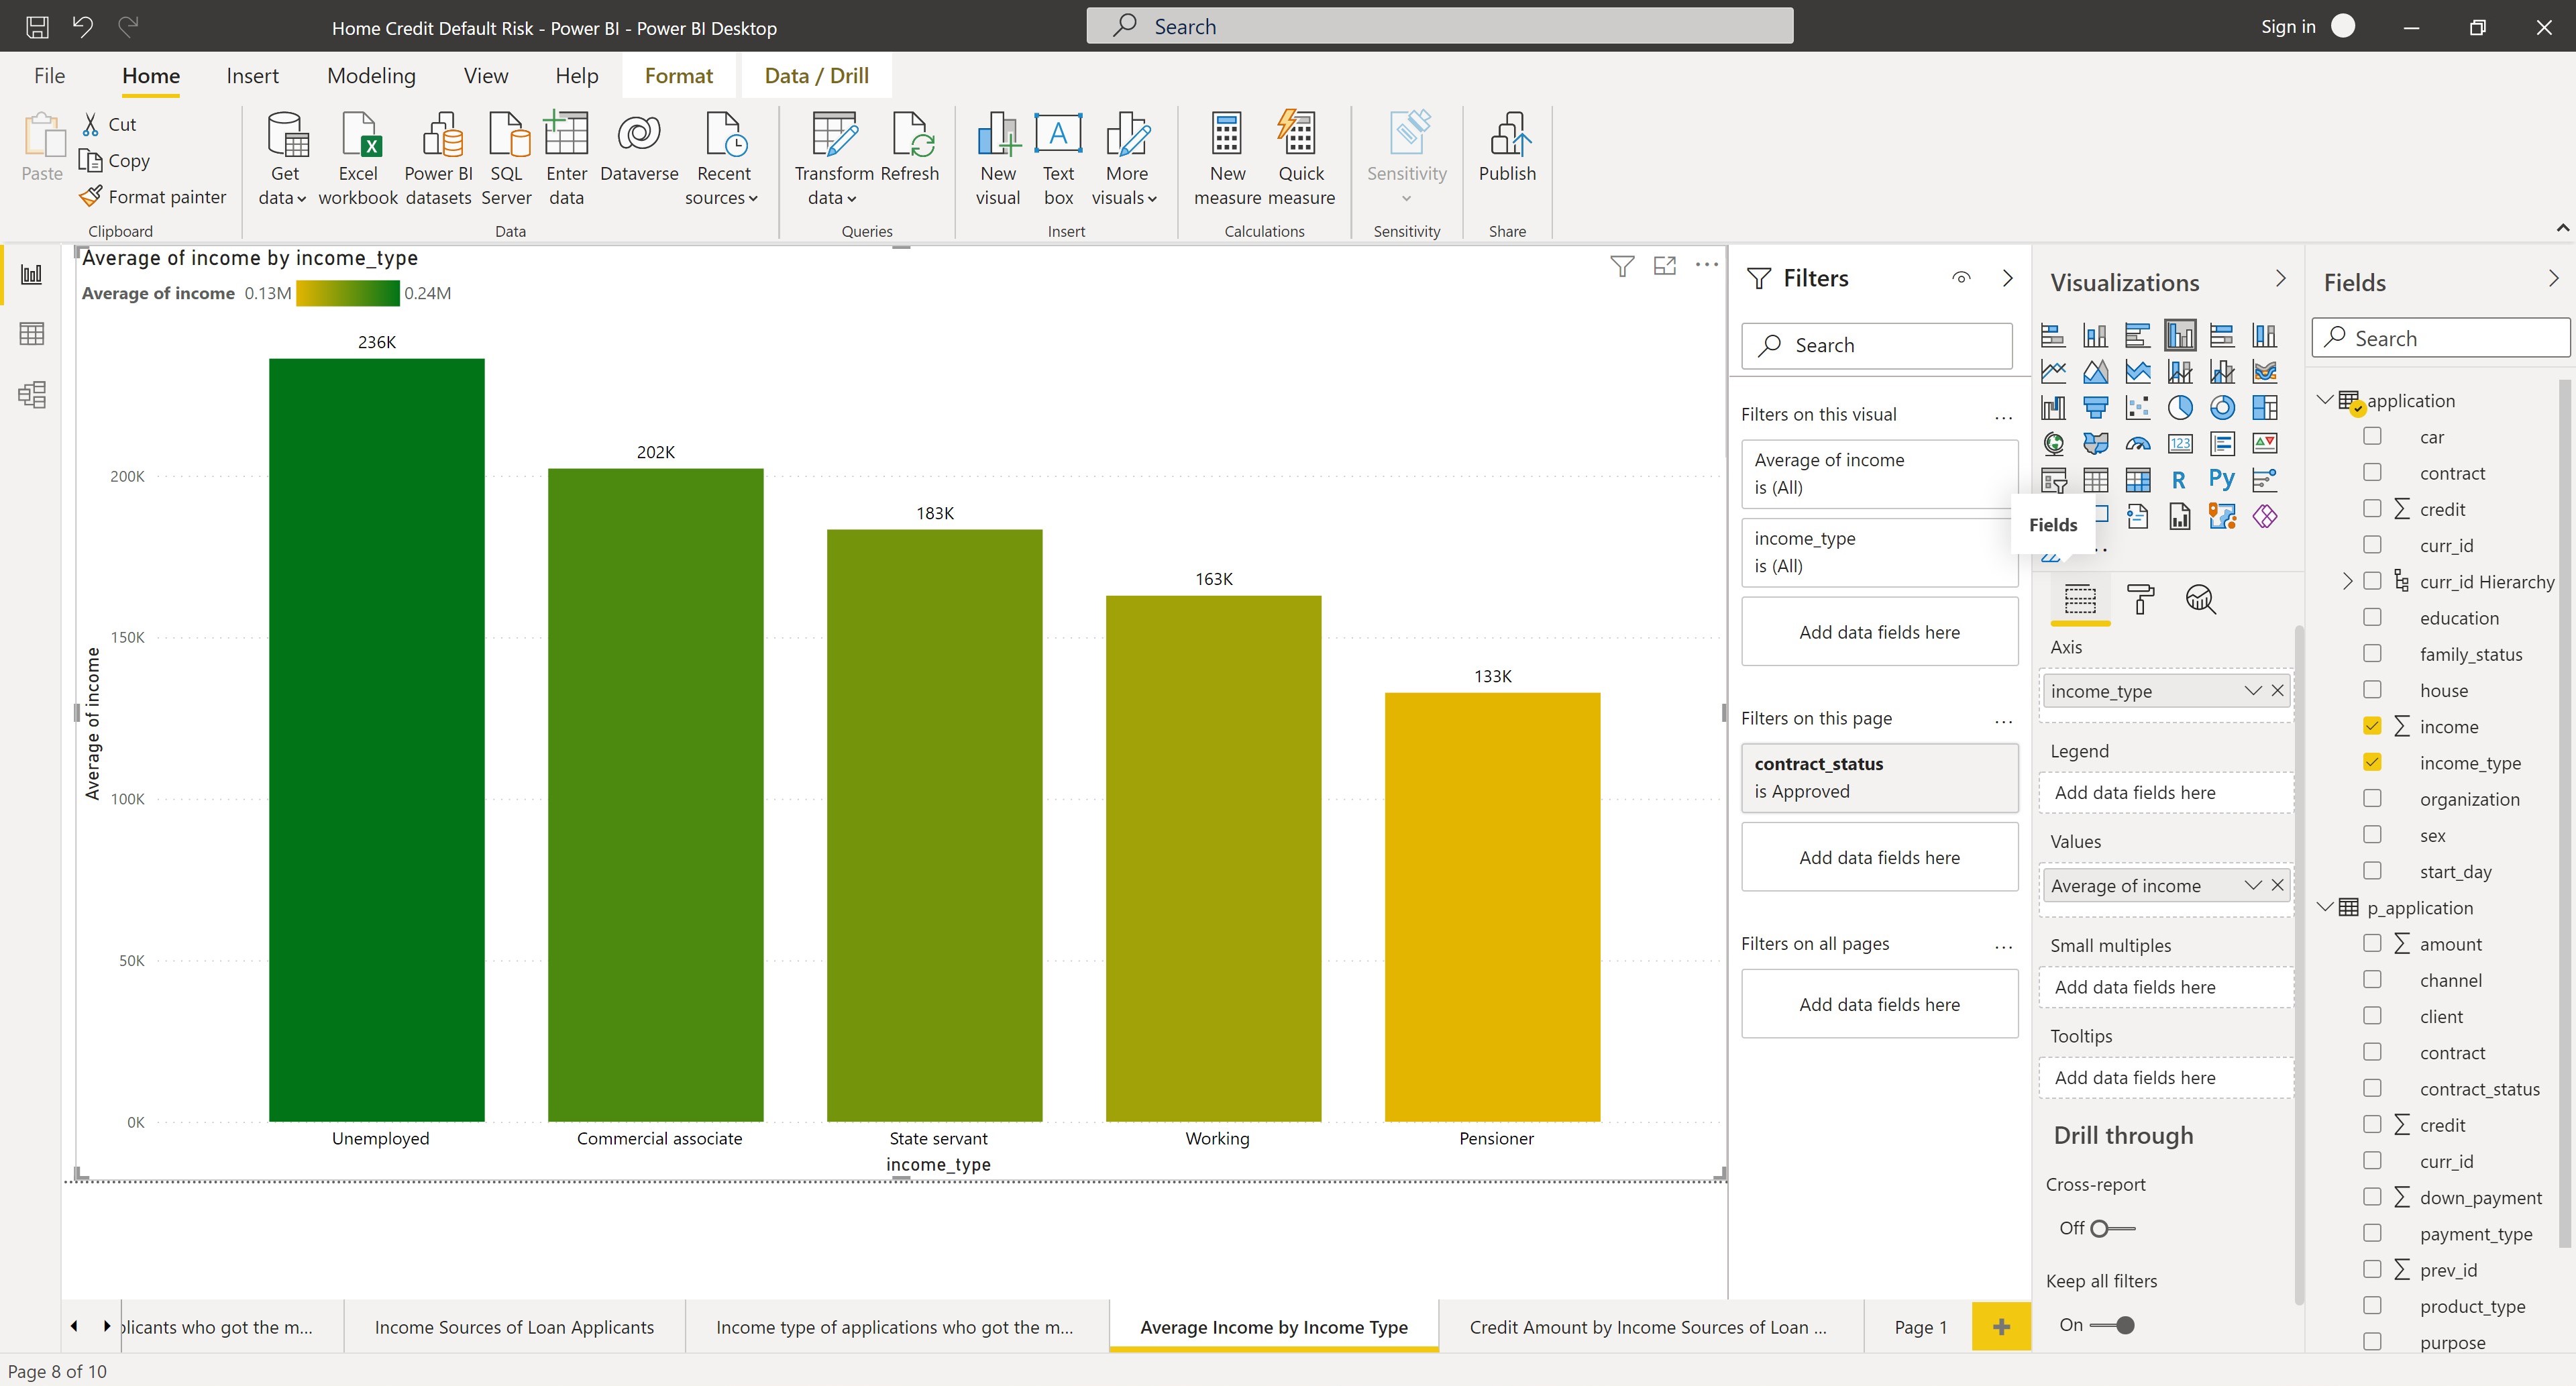 Home Credit Default Risk - Power BI - Power BI Desktop
Search
Sign in
File
Home
Insert
Modeling
View
Help
Format
Data / Drill
Paste
Cut
Copy
Format painter
Clipboard
Get data
Excel workbook
Power BI datasets
SQL Server
Enter data
Dataverse
Recent sources
Data
Transform data
Refresh
Queries
New visual
Text box
More visuals
Insert
New measure
Quick measure
Calculations
Sensitivity
Sensitivity
Publish
Share
Average of income by income_type
Average of income 0.13M 0.24M
236K
202K
183K
163K
133K
200K
150K
100K
50K
0K
Average of income
Unemployed
Commercial associate
State servant
Working
Pensioner
income_type
Filters
Search
Filters on this visual ...
Average of income
is (All)
income_type
is (All)
Add data fields here
Filters on this page ...
contract_status
is Approved
Add data fields here
Filters on all pages ...
Add data fields here
Visualizations
123
R
Py
Fields
Axis
income_type
Legend
Add data fields here
Values
Average of income
Small multiples
Add data fields here
Tooltips
Add data fields here
Drill through
Cross-report
Off
Keep all filters
On
Fields
Search
application
car
contract
credit
curr_id
curr_id Hierarchy
education
family_status
house
income
income_type
organization
sex
start_day
p_application
amount
channel
client
contract
contract_status
credit
curr_id
down_payment
payment_type
prev_id
product_type
purpose
plicants who got the m...
Income Sources of Loan Applicants
Income type of applications who got the m...
Average Income by Income Type
Credit Amount by Income Sources of Loan ...
Page 1
Page 8 of 10